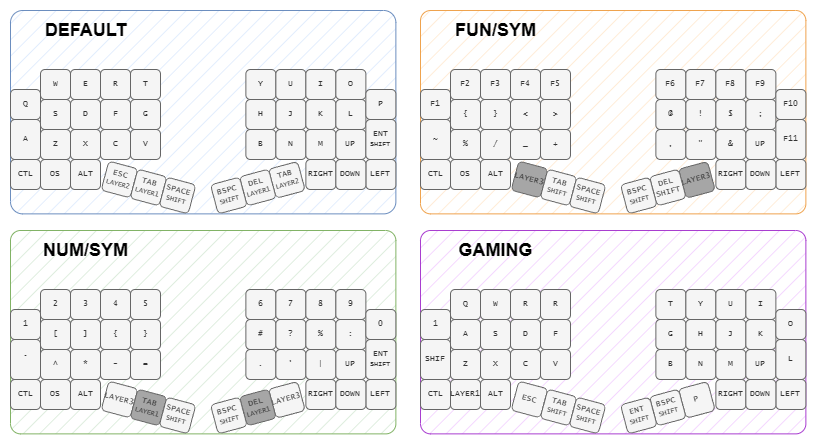 DEFAULT
W E R T Y U I O
Q P
S D F G H J K L
A ENT
SHIFT
Z X C V B N M UP
CTL OS ALT ESC
LAYER2 TAB
LAYER1 SPACE
SHIFT BSPC
SHIFT DEL
LAYER1 TAB
LAYER2 RIGHT DOWN LEFT
FUN/SYM
F2 F3 F4 F5 F6 F7 F8 F9
F1 F10
{ } < > @ ! $ ;
~ F11
% / _ + , " & UP
CTL OS ALT LAYER3 TAB
SHIFT SPACE
SHIFT BSPC
SHIFT DEL
SHIFT LAYER3 RIGHT DOWN LEFT
NUM/SYM
2 3 4 5 6 7 8 9
1 0
[ ] { } # ? % :
ENT
SHIFT
^ * - = . ' | UP
CTL OS ALT LAYER3 TAB
LAYER1 SPACE
SHIFT BSPC
SHIFT DEL
LAYER1 LAYER3 RIGHT DOWN LEFT
GAMING
Q W R R T Y U I
1 O
A S D F G H J K
SHIF L
Z X C V B N M UP
CTL LAYER1 ALT ESC TAB
SHIFT SPACE
SHIFT ENT
SHIFT BSPC
SHIFT P RIGHT DOWN LEFT